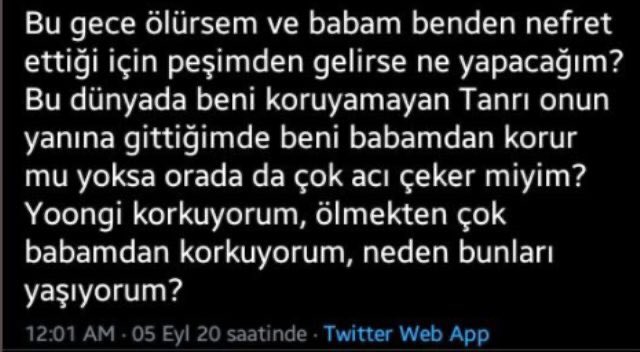 Bu gece ölürsem ve babam benden nefret
ettiği için peşimden gelirse ne yapacağım?
Bu dünyada beni koruyamayan Tanrı onun
yanına gittiğimde beni babamdan korur
mu yoksa orada da çok acı çeker miyim?
Yoongi korkuyorum, ölmekten çok
babamdan korkuyorum, neden bunları
yaşıyorum?
12:01 AM · 05 Eyl 20 saatinde · Twitter Web App